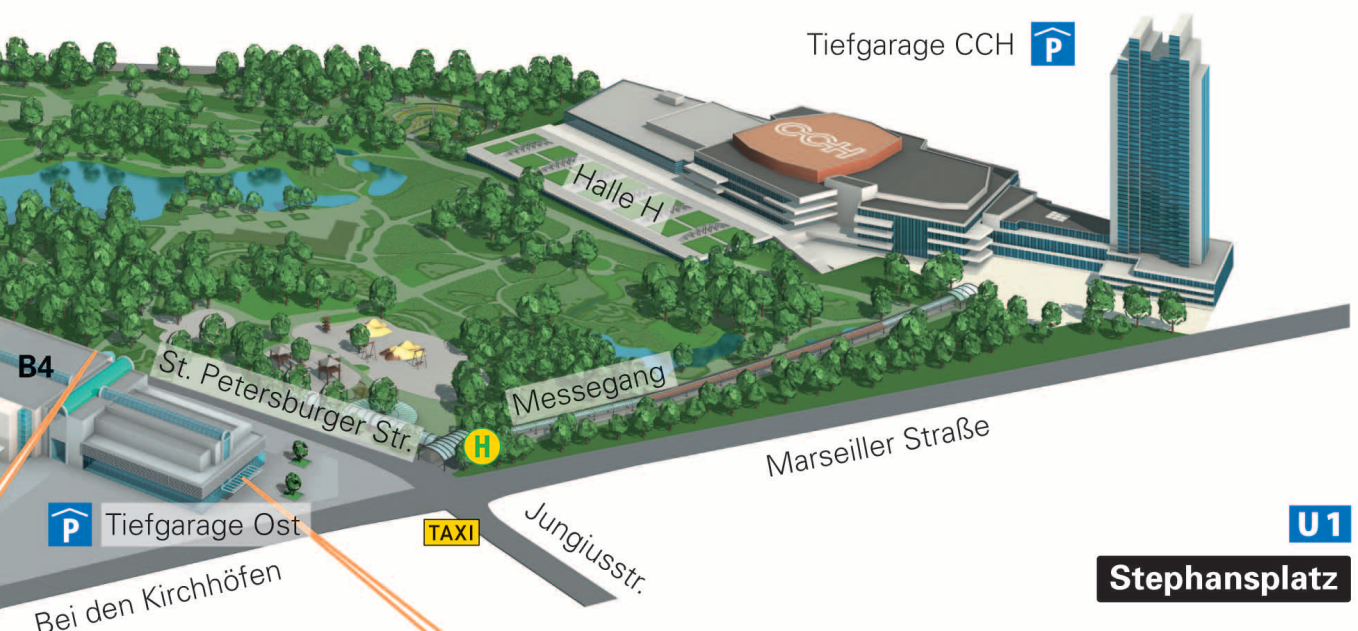 Tiefgarage CCH P
CCH
Halle H
B4
St. Petersburger Str.
Messegang
H
Marseiller Straße
P Tiefgarage Ost
TAXI
Jungiusstr.
U1
Stephansplatz
Bei den Kirchhöfen